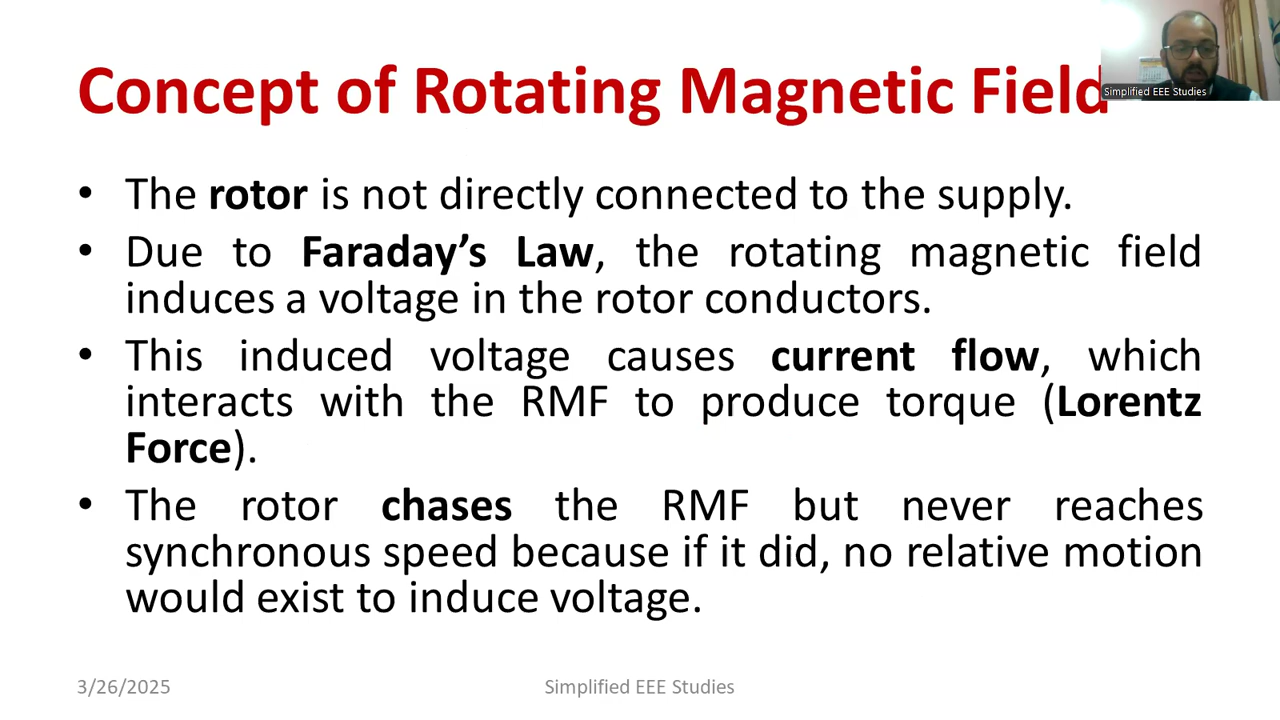 Concept of Rotating Magnetic Field
Simplified EEE Studies
• The rotor is not directly connected to the supply.
• Due to Faraday’s Law, the rotating magnetic field
induces a voltage in the rotor conductors.
• This induced voltage causes current flow, which
interacts with the RMF to produce torque (Lorentz
Force).
• The rotor chases the RMF but never reaches
synchronous speed because if it did, no relative motion
would exist to induce voltage.
3/26/2025
Simplified EEE Studies